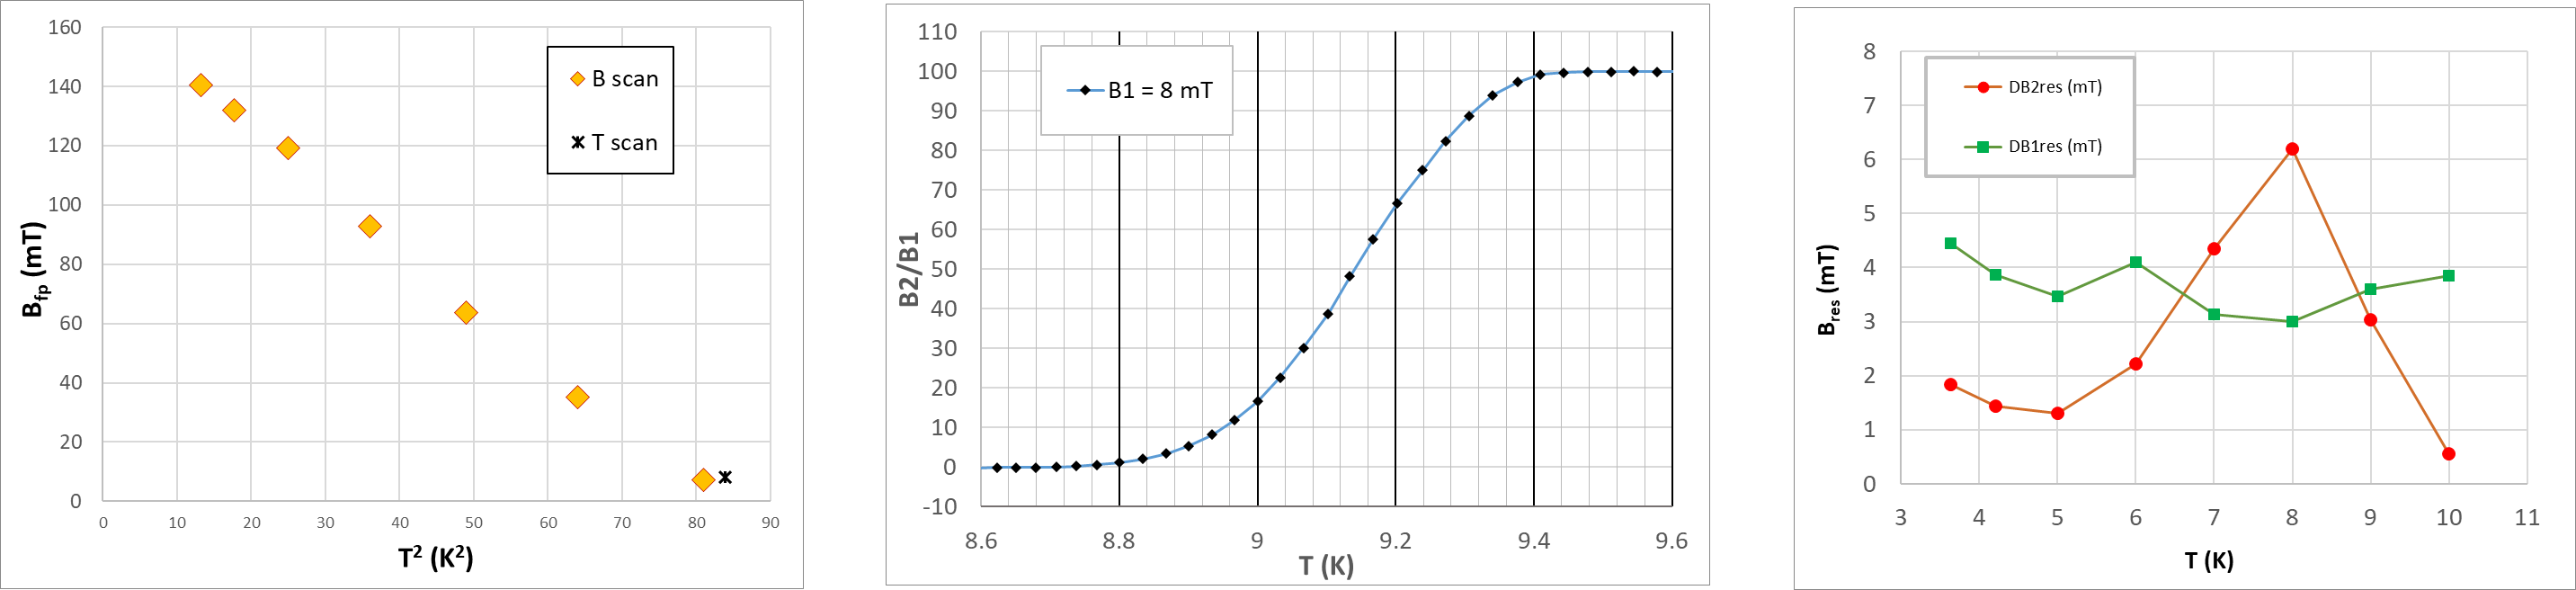 160
140
120
100
80
60
40
20
0
B_fp (mT)
B scan
T scan
0 10 20 30 40 50 60 70 80 90
T² (K²)
110
100
90
80
70
60
50
40
30
20
10
0
-10
B2/B1
B1 = 8 mT
8.6 8.8 9 9.2 9.4 9.6
T (K)
8
7
6
5
4
3
2
1
0
B_res (mT)
DB2res (mT)
DB1res (mT)
3 4 5 6 7 8 9 10 11
T (K)